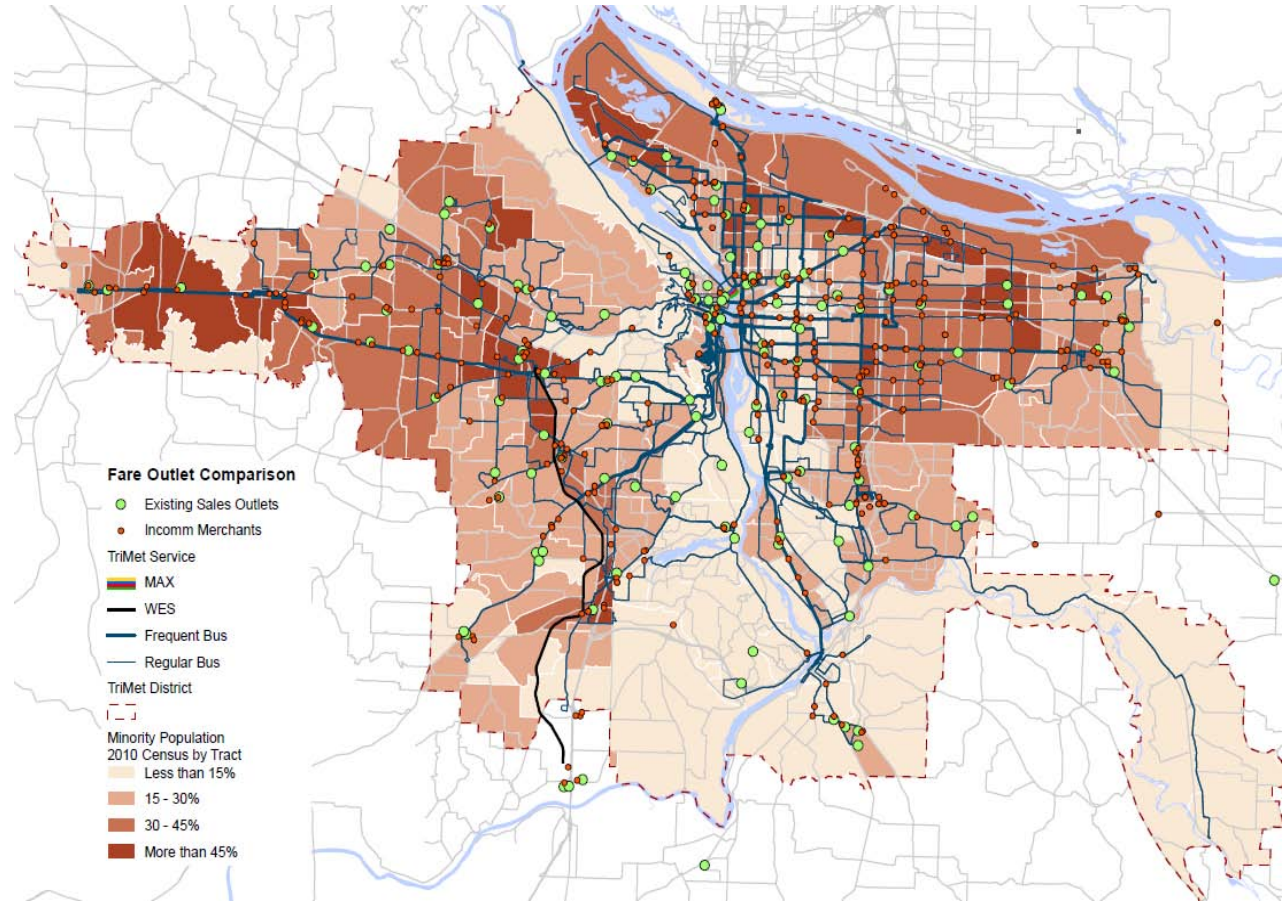 Fare Outlet Comparison
Existing Sales Outlets
Incomm Merchants
TriMet Service
MAX
WES
Frequent Bus
Regular Bus
TriMet District
Minority Population
2010 Census by Tract
Less than 15%
15 - 30%
30 - 45%
More than 45%